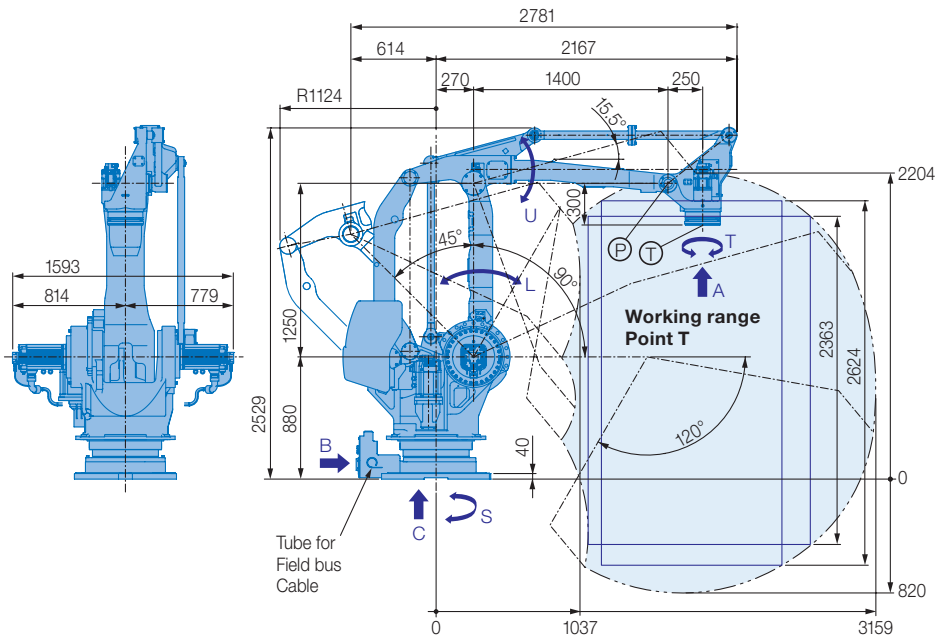 2781
614
2167
270
1400
250
R1124
15.5°
2204
U
300
P
T
T
45°
L
90°
A
1593
814
779
Working range
Point T
1250
2529
880
2363
2624
120°
B
40
0
C
S
Tube for
Field bus
Cable
820
0
1037
3159